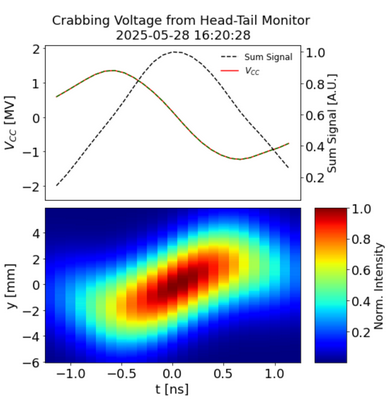 Crabbing Voltage from Head-Tail Monitor
2025-05-28 16:20:28
2
1
0
−1
−2
V_CC [MV]
Sum Signal
V_CC
1.0
0.8
0.6
0.4
0.2
Sum Signal [A.U.]
4
2
0
−2
−4
−6
y [mm]
−1.0 −0.5 0.0 0.5 1.0
t [ns]
1.0
0.8
0.6
0.4
0.2
Norm. Intensity